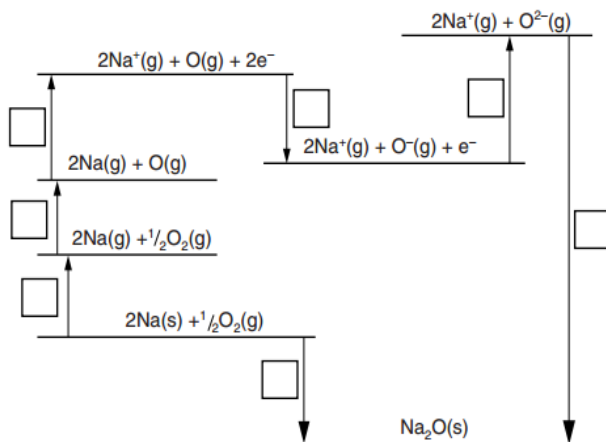 2Na⁺(g) + O²⁻(g)
2Na⁺(g) + O(g) + 2e⁻
2Na⁺(g) + O⁻(g) + e⁻
2Na(g) + O(g)
2Na(g) +¹/₂O₂(g)
2Na(s) +¹/₂O₂(g)
Na₂O(s)